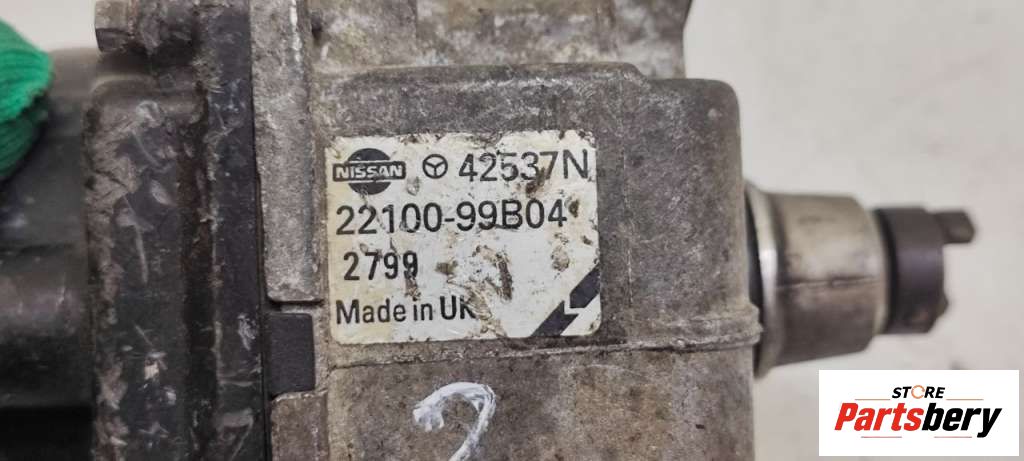 NISSAN 42537N
22100-99B04
2799
Made in UK
L
2
STORE
Partsbery